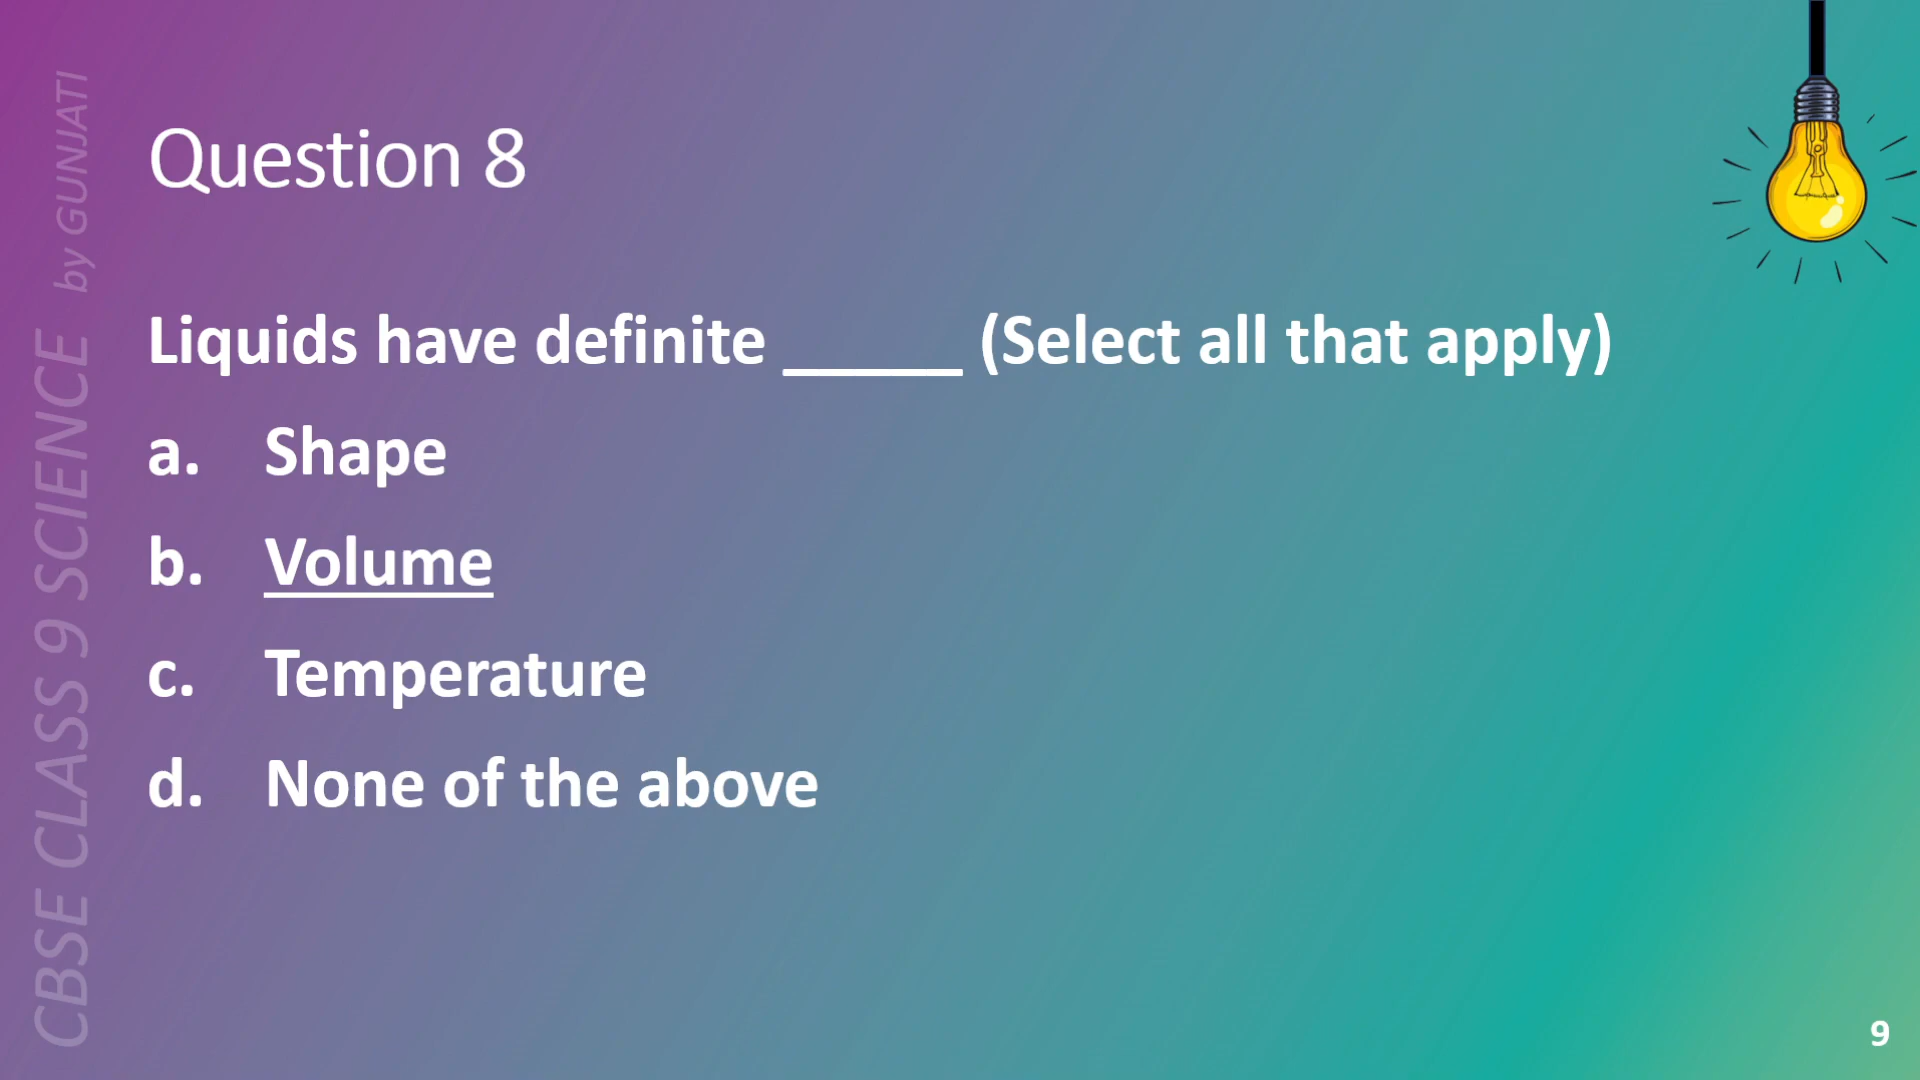 Question 8
Liquids have definite _____ (Select all that apply)
a. Shape
b. Volume
c. Temperature
d. None of the above
CBSE CLASS 9 SCIENCE by GUNJATI
9